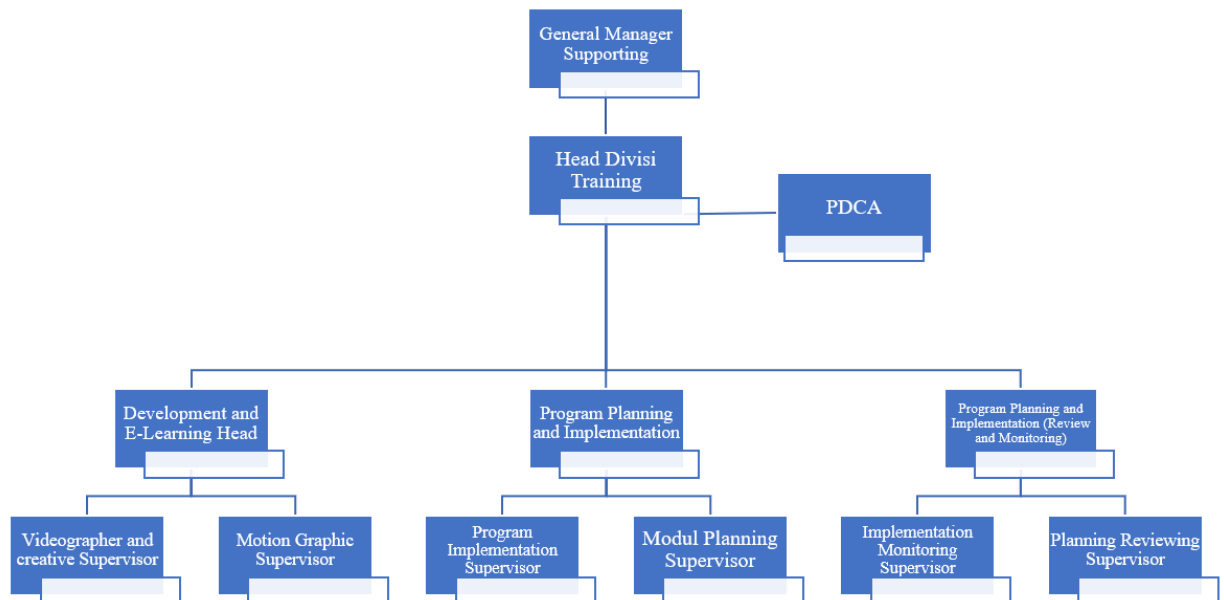 General Manager
Supporting
Head Divisi
Training
PDCA
Development and
E-Learning Head
Program Planning
and Implementation
Program Planning and
Implementation (Review
and Monitoring)
Videographer and
creative Supervisor
Motion Graphic
Supervisor
Program
Implementation
Supervisor
Modul Planning
Supervisor
Implementation
Monitoring
Supervisor
Planning Reviewing
Supervisor